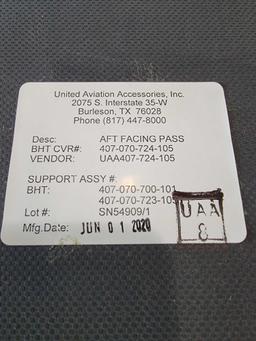 United Aviation Accessories, Inc.
2075 S. Interstate 35-W
Burleson, TX 76028
Phone (817) 447-8000
Desc: AFT FACING PASS
BHT CVR#: 407-070-724-105
VENDOR: UAA407-724-105
SUPPORT ASSY #:
BHT: 407-070-700-101
407-070-723-105
Lot #: SN54909/1
Mfg.Date: JUN 01 2020
UAA
8